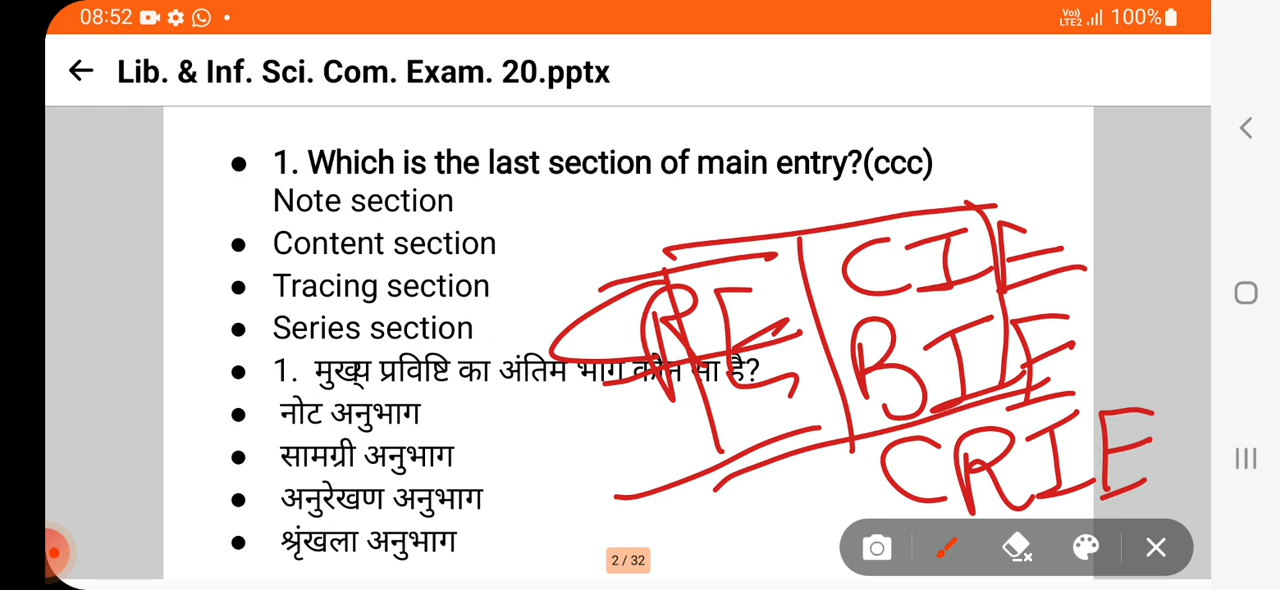 08:52
Vo)) LTE2 100%
Lib. & Inf. Sci. Com. Exam. 20.pptx
1. Which is the last section of main entry?(ccc)
Note section
Content section
Tracing section
Series section
1. मुख्य प्रविष्टि का अंतिम भाग कौन सा है?
नोट अनुभाग
सामग्री अनुभाग
अनुरेखण अनुभाग
श्रृंखला अनुभाग
CIE
BIE
CRIE
2 / 32